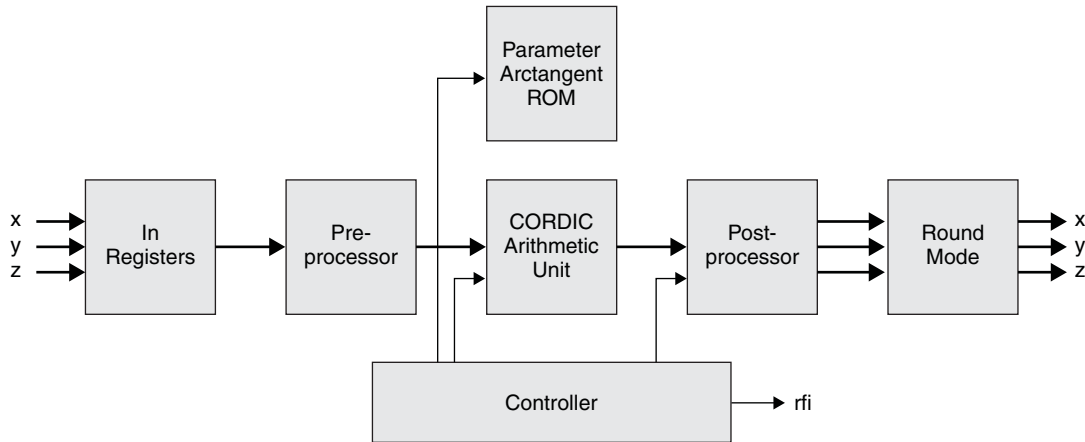 Parameter
Arctangent
ROM
x
y
z
In
Registers
Pre-
processor
CORDIC
Arithmetic
Unit
Post-
processor
Round
Mode
x
y
z
Controller
rfi